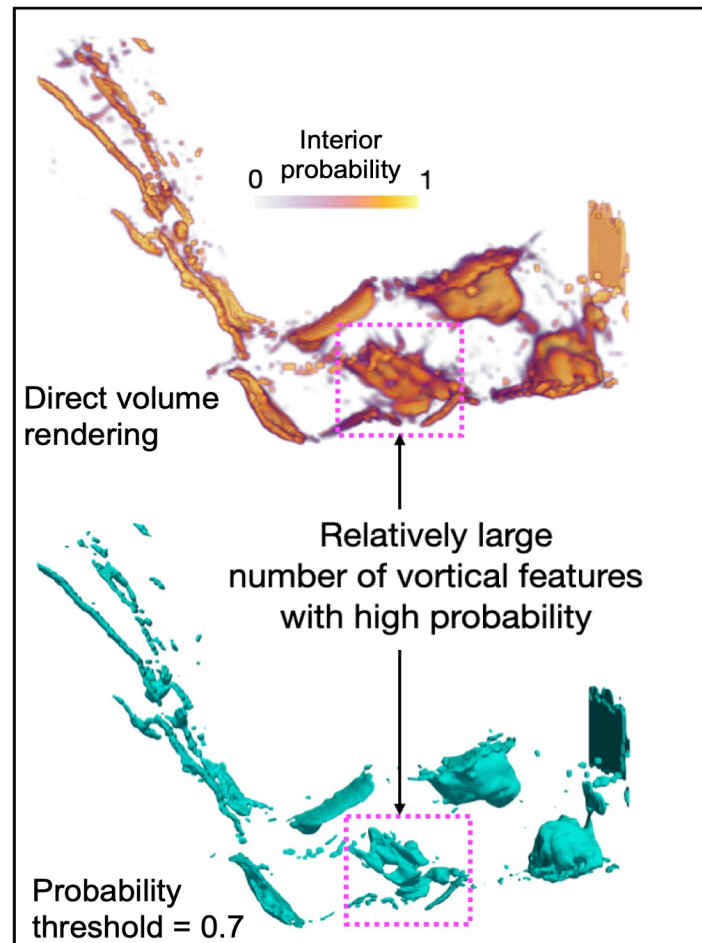 Interior
probability
0
1
Direct volume
rendering
Relatively large
number of vortical features
with high probability
Probability
threshold = 0.7